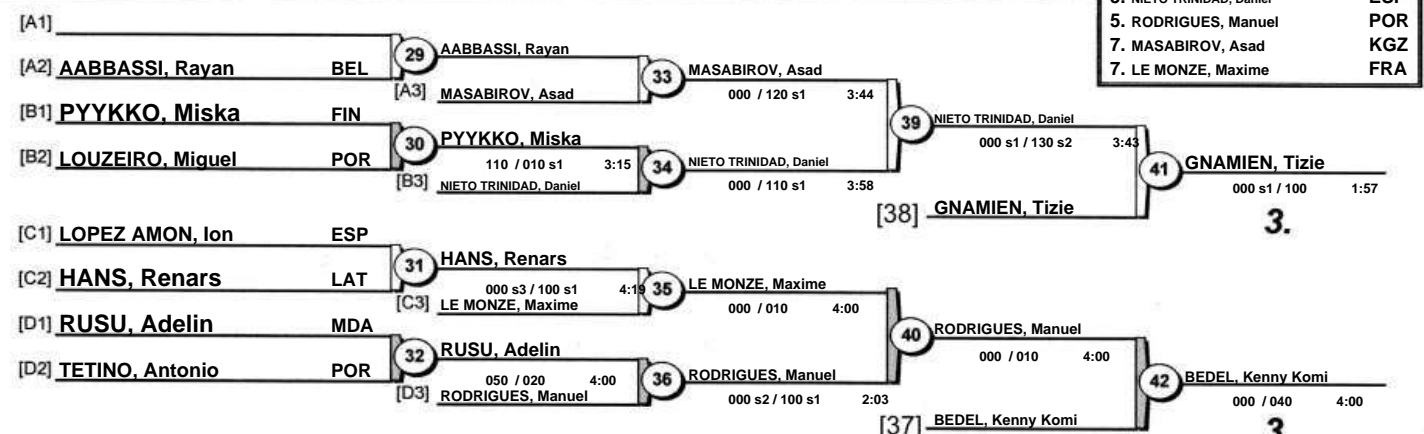 5. NIETO TRINIDAD, Daniel ESP
5. RODRIGUES, Manuel POR
7. MASABIROV, Asad KGZ
7. LE MONZE, Maxime FRA
[A1]
[A2] AABBASSI, Rayan BEL
29
AABBASSI, Rayan
[A3] MASABIROV, Asad
33
MASABIROV, Asad
000 / 120 s1 3:44
[B1] PYYKKO, Miska FIN
[B2] LOUZEIRO, Miguel POR
30
PYYKKO, Miska
110 / 010 s1 3:15
[B3] NIETO TRINIDAD, Daniel
34
NIETO TRINIDAD, Daniel
000 / 110 s1 3:58
39
NIETO TRINIDAD, Daniel
000 s1 / 130 s2 3:43
[38] GNAMIEN, Tizie
41
GNAMIEN, Tizie
000 s1 / 100 1:57
3.
[C1] LOPEZ AMON, Ion ESP
[C2] HANS, Renars LAT
31
HANS, Renars
000 s3 / 100 s1 4:19
[C3] LE MONZE, Maxime
35
LE MONZE, Maxime
000 / 010 4:00
[D1] RUSU, Adelin MDA
[D2] TETINO, Antonio POR
32
RUSU, Adelin
050 / 020 4:00
[D3] RODRIGUES, Manuel
36
RODRIGUES, Manuel
000 s2 / 100 s1 2:03
40
RODRIGUES, Manuel
000 / 010 4:00
[37] BEDEL, Kenny Komi
42
BEDEL, Kenny Komi
000 / 040 4:00
3.